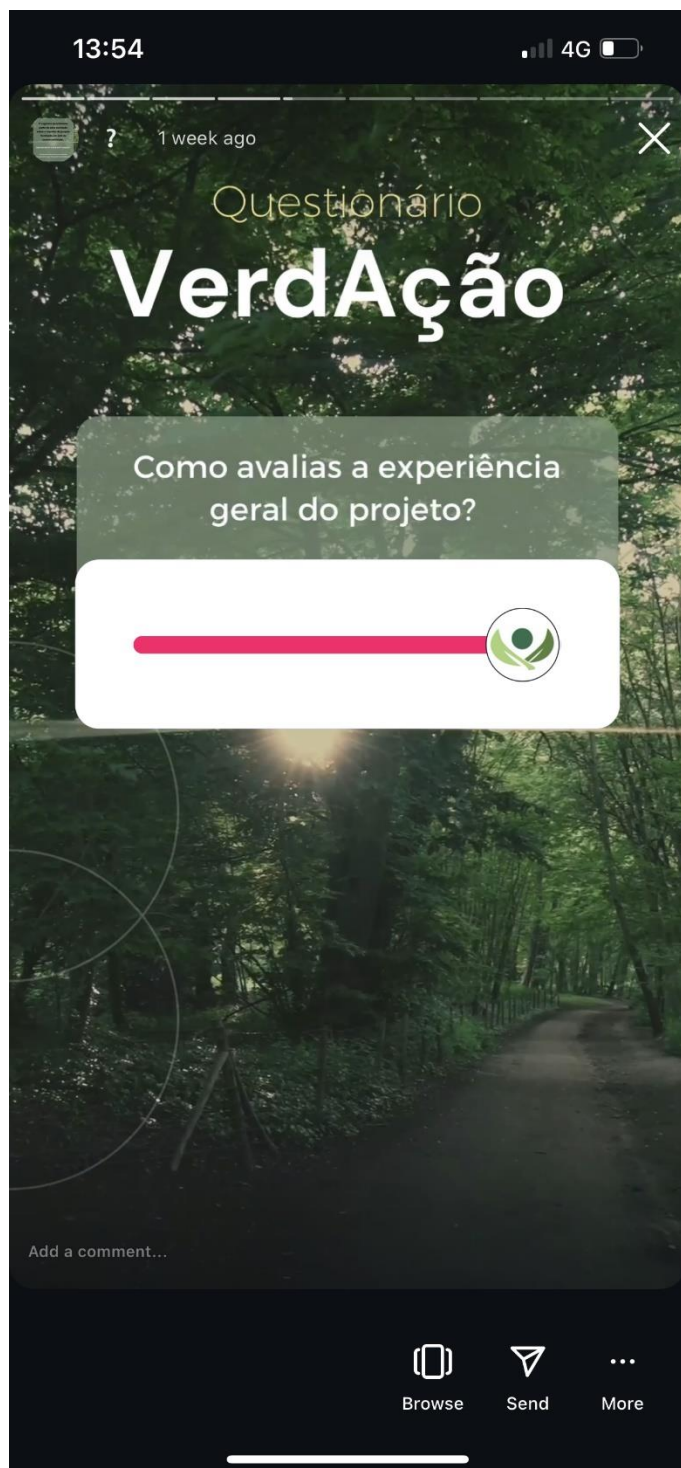 13:54
4G
? 1 week ago
Questionário
VerdAção
Como avalias a experiência
geral do projeto?
Add a comment...
Browse Send More